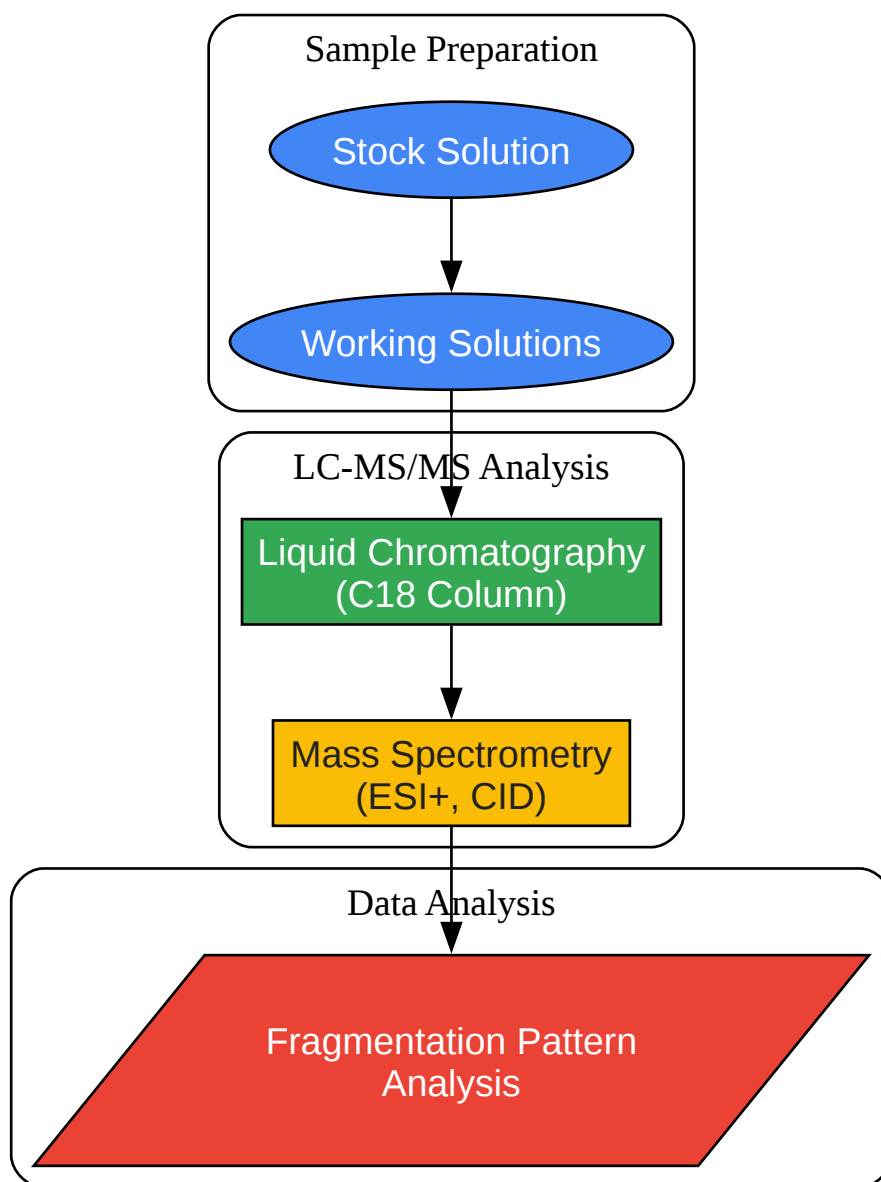 Sample Preparation
Stock Solution
Working Solutions
LC-MS/MS Analysis
Liquid Chromatography
(C18 Column)
Mass Spectrometry
(ESI+, CID)
Data Analysis
Fragmentation Pattern
Analysis